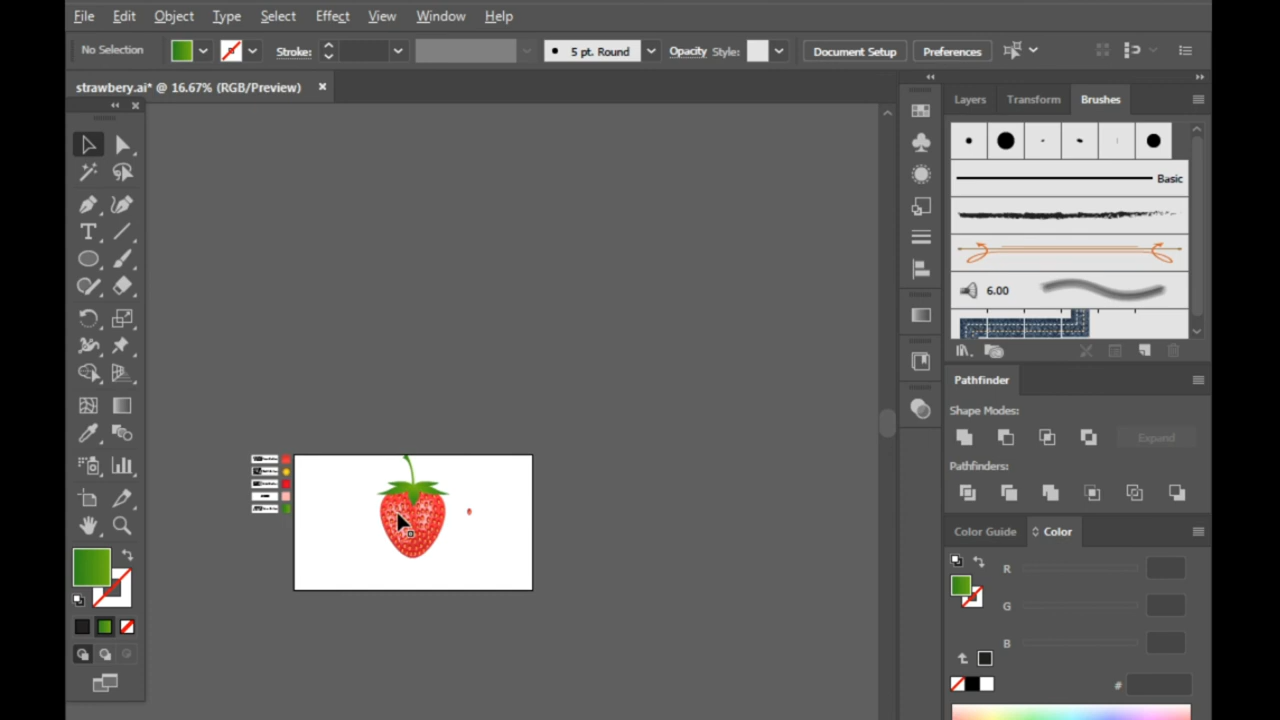 File Edit Object Type Select Effect View Window Help
No Selection Stroke: 5 pt. Round Opacity Style: Document Setup Preferences
strawbery.ai* @ 16.67% (RGB/Preview)
Layers Transform Brushes
Basic
6.00
Pathfinder
Shape Modes:
Expand
Pathfinders:
Color Guide Color
R
G
B
#